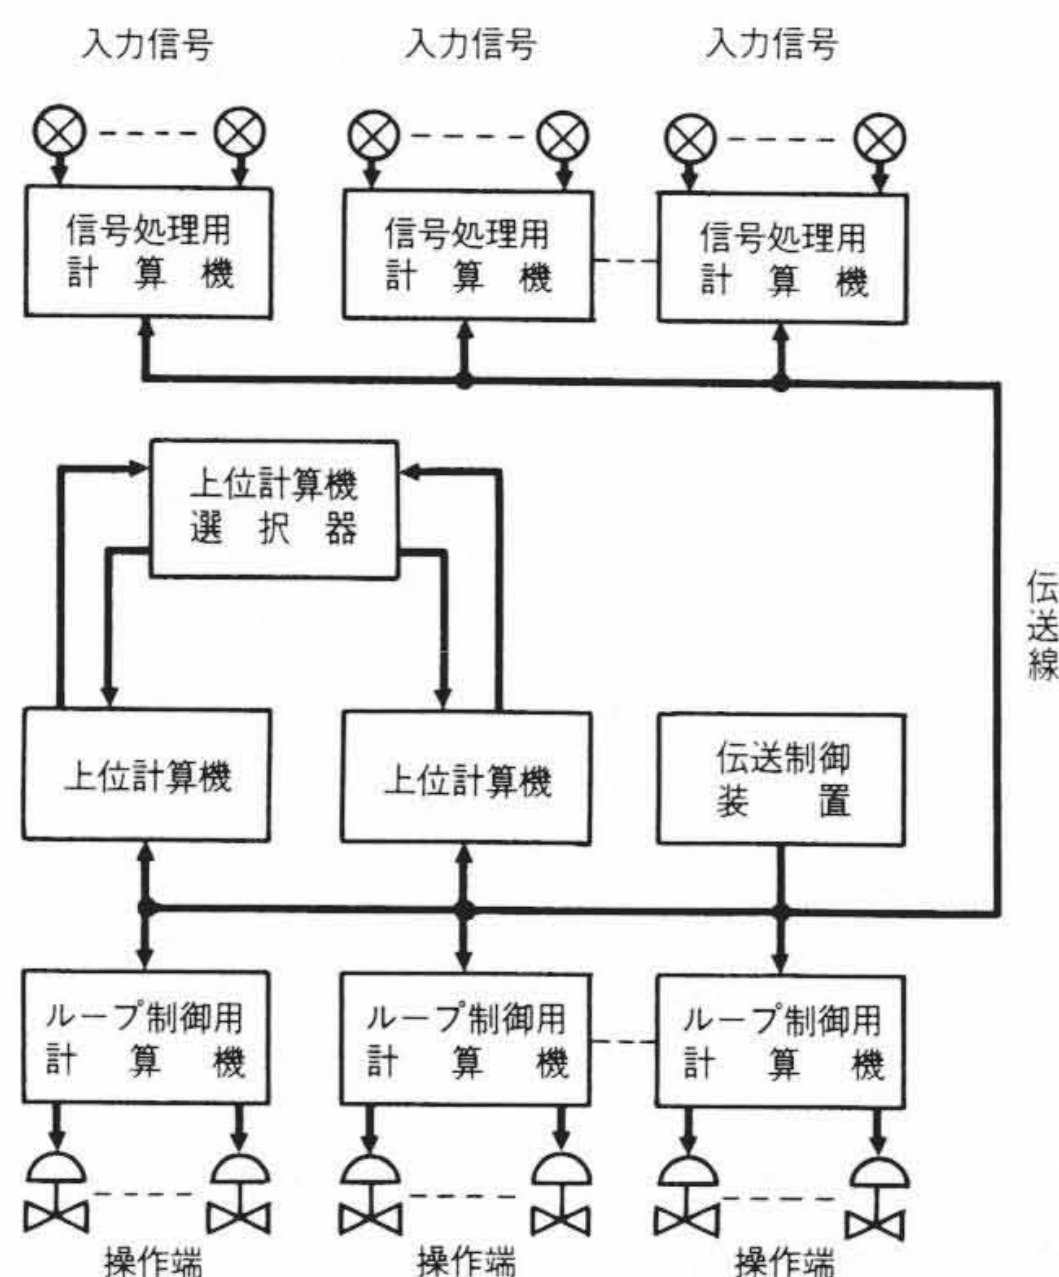 入力信号
入力信号
入力信号
信号処理用
計算機
信号処理用
計算機
信号処理用
計算機
上位計算機
選択器
伝送線
上位計算機
上位計算機
伝送制御
装置
ループ制御用
計算機
ループ制御用
計算機
ループ制御用
計算機
操作端
操作端
操作端